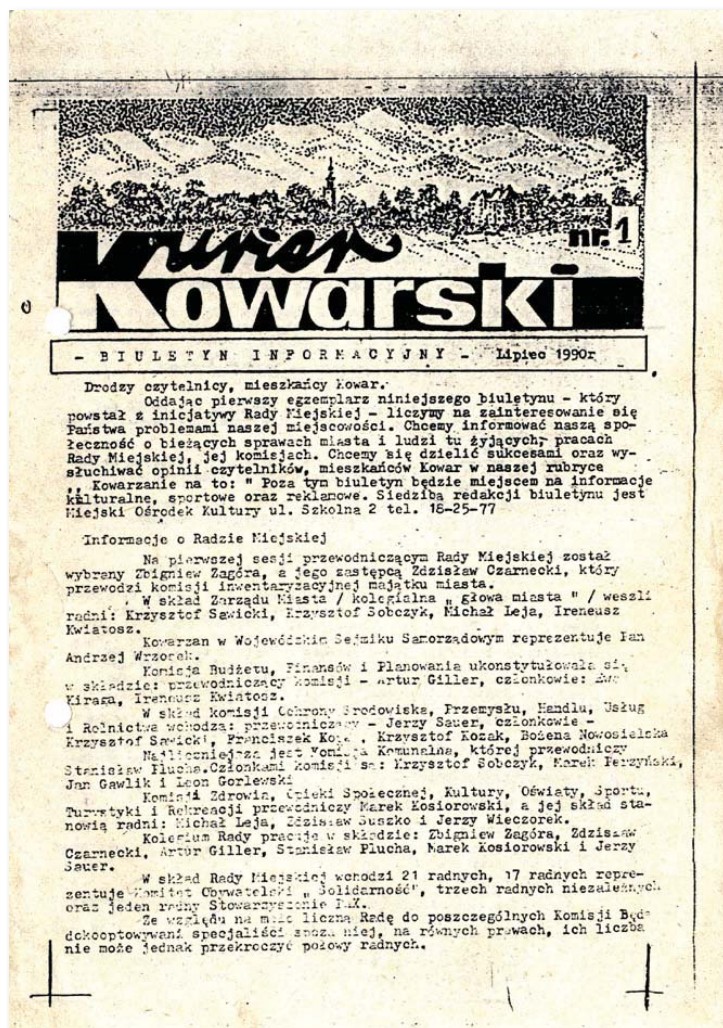 nr. 1
Kurier
Kowarski
- BIULETYN INFORMACYJNY - Lipiec 1990r
Drodzy czytelnicy, mieszkańcy Kowar.
Oddając pierwszy egzemplarz niniejszego biuletynu - który
powstał z inicjatywy Rady Miejskiej - liczymy na zainteresowanie się
Państwa problemami naszej miejscowości. Chcemy informować naszą spo-
łeczność o bieżących sprawach miasta i ludzi tu żyjących, pracach
Rady Miejskiej, jej komisjach. Chcemy się dzielić sukcesami oraz wy-
słuchiwać opinii czytelników, mieszkańców Kowar w naszej rubryce
,, Kowarzanie na to: " Poza tym biuletyn będzie miejscem na informacje
kulturalne, sportowe oraz reklamowe. Siedzibą redakcji biuletynu jest
Miejski Ośrodek Kultury ul. Szkolna 2 tel. 18-25-77
Informacje o Radzie Miejskiej
Na pierwszej sesji przewodniczącym Rady Miejskiej został
wybrany Zbigniew Zagóra, a jego zastępcą Zdzisław Czarnecki, który
przewodzi komisji inwentaryzacyjnej majątku miasta.
W skład Zarządu Miasta / kolegialna „ głowa miasta " / weszli
radni: Krzysztof Sawicki, Krzysztof Sobczyk, Michał Leja, Ireneusz
Kwiatosz.
Kowarzan w Wojewódzkim Sejmiku Samorządowym reprezentuje Pan
Andrzej Wrzorek.
Komisja Budżetu, Finansów i Planowania ukonstytuowała się
w składzie: przewodniczący komisji - Artur Giller, członkowie: Ewa
Kiraga, Ireneusz Kwiatosz.
W skład komisji Ochrony Środowiska, Przemysłu, Handlu, Usług
i Rolnictwa wchodzą: przewodniczący - Jerzy Sauer, członkowie -
Krzysztof Sawicki, Franciszek , Krzysztof Kozak, Bożena Nowosielska
Najliczniejsza jest Komisja Komunalna, której przewodniczy
Stanisław Plucha.Członkami komisji są: Krzysztof Sobczyk, Marek Perzyński,
Jan Gawlik i Leon Gorlewski
Komisji Zdrowia, Opieki Społecznej, Kultury, Oświaty, Sportu,
Turystyki i Rekreacji przewodniczy Marek Kosiorowski, a jej skład sta-
nowią radni: Michał Leja, Zdzisław Suszko i Jerzy Wieczorek.
Kolegium Rady pracuje w składzie: Zbigniew Zagóra, Zdzisław
Czarnecki, Artur Giller, Stanisław Plucha, Marek Kosiorowski i Jerzy
Sauer.
W skład Rady Miejskiej wchodzi 21 radnych, 17 radnych repre-
zentuje Komitet Obywatelski „ Solidarność", trzech radnych niezależnych
oraz jeden radny Stowarzyszenie PAX.
Ze względu na mało liczną Radę do poszczególnych Komisji Będą
dokooptowywani specjaliści spoza niej, na równych prawach, ich liczba
nie może jednak przekroczyć połowy radnych.